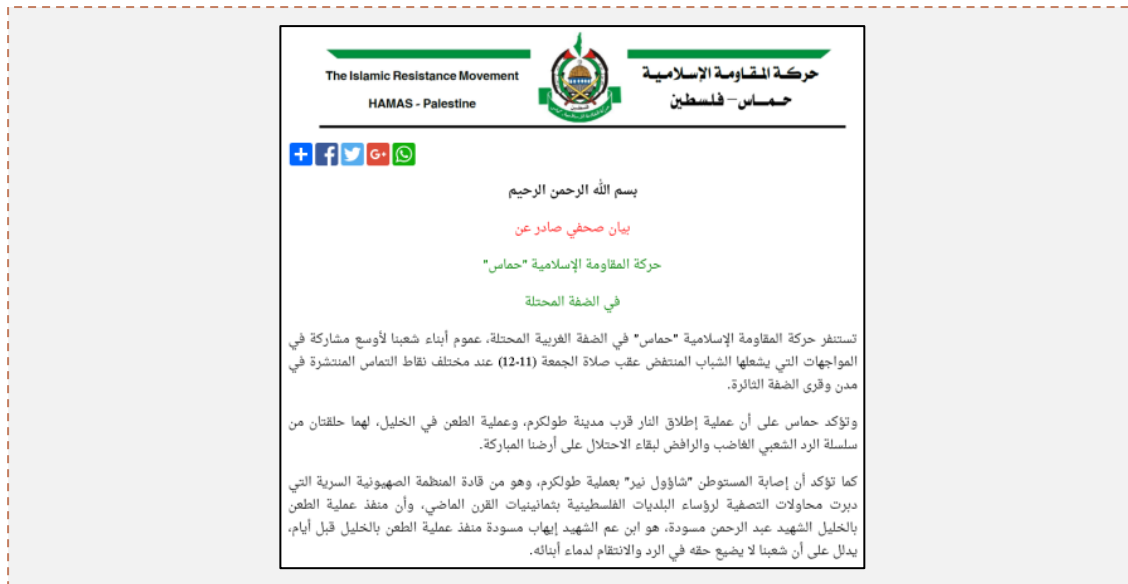 The Islamic Resistance Movement
HAMAS - Palestine
حركة المقاومة الإسلامية
حماس - فلسطين
بسم الله الرحمن الرحيم
بيان صحفي صادر عن
حركة المقاومة الإسلامية "حماس"
في الضفة المحتلة
تستنفر حركة المقاومة الإسلامية "حماس" في الضفة الغربية المحتلة، عموم أبناء شعبنا لأوسع مشاركة في
المواجهات التي يشعلها الشباب المنتفض عقب صلاة الجمعة (11-12) عند مختلف نقاط التماس المنتشرة في
مدن وقرى الضفة الثائرة.
وتؤكد حماس على أن عملية إطلاق النار قرب مدينة طولكرم، وعملية الطعن في الخليل، لهما حلقتان من
سلسلة الرد الشعبي الغاضب والرافض لبقاء الاحتلال على أرضنا المباركة.
كما تؤكد أن إصابة المستوطن "شاؤول نير" بعملية طولكرم، وهو من قادة المنظمة الصهيونية السرية التي
دبرت محاولات التصفية لرؤساء البلديات الفلسطينية بثمانينيات القرن الماضي، وأن منفذ عملية الطعن
بالخليل الشهيد عبد الرحمن مسودة، هو ابن عم الشهيد إيهاب مسودة منفذ عملية الطعن بالخليل قبل أيام،
يدلل على أن شعبنا لا يضيع حقه في الرد والانتقام لدماء أبنائه.